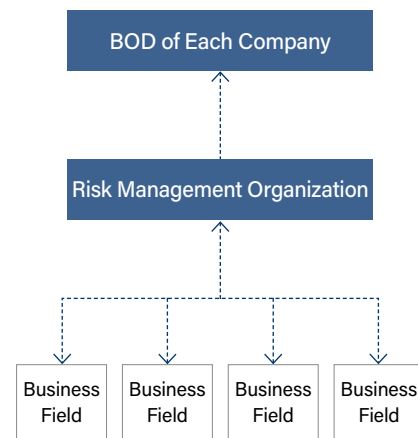 BOD of Each Company
Risk Management Organization
Business
Field
Business
Field
Business
Field
Business
Field